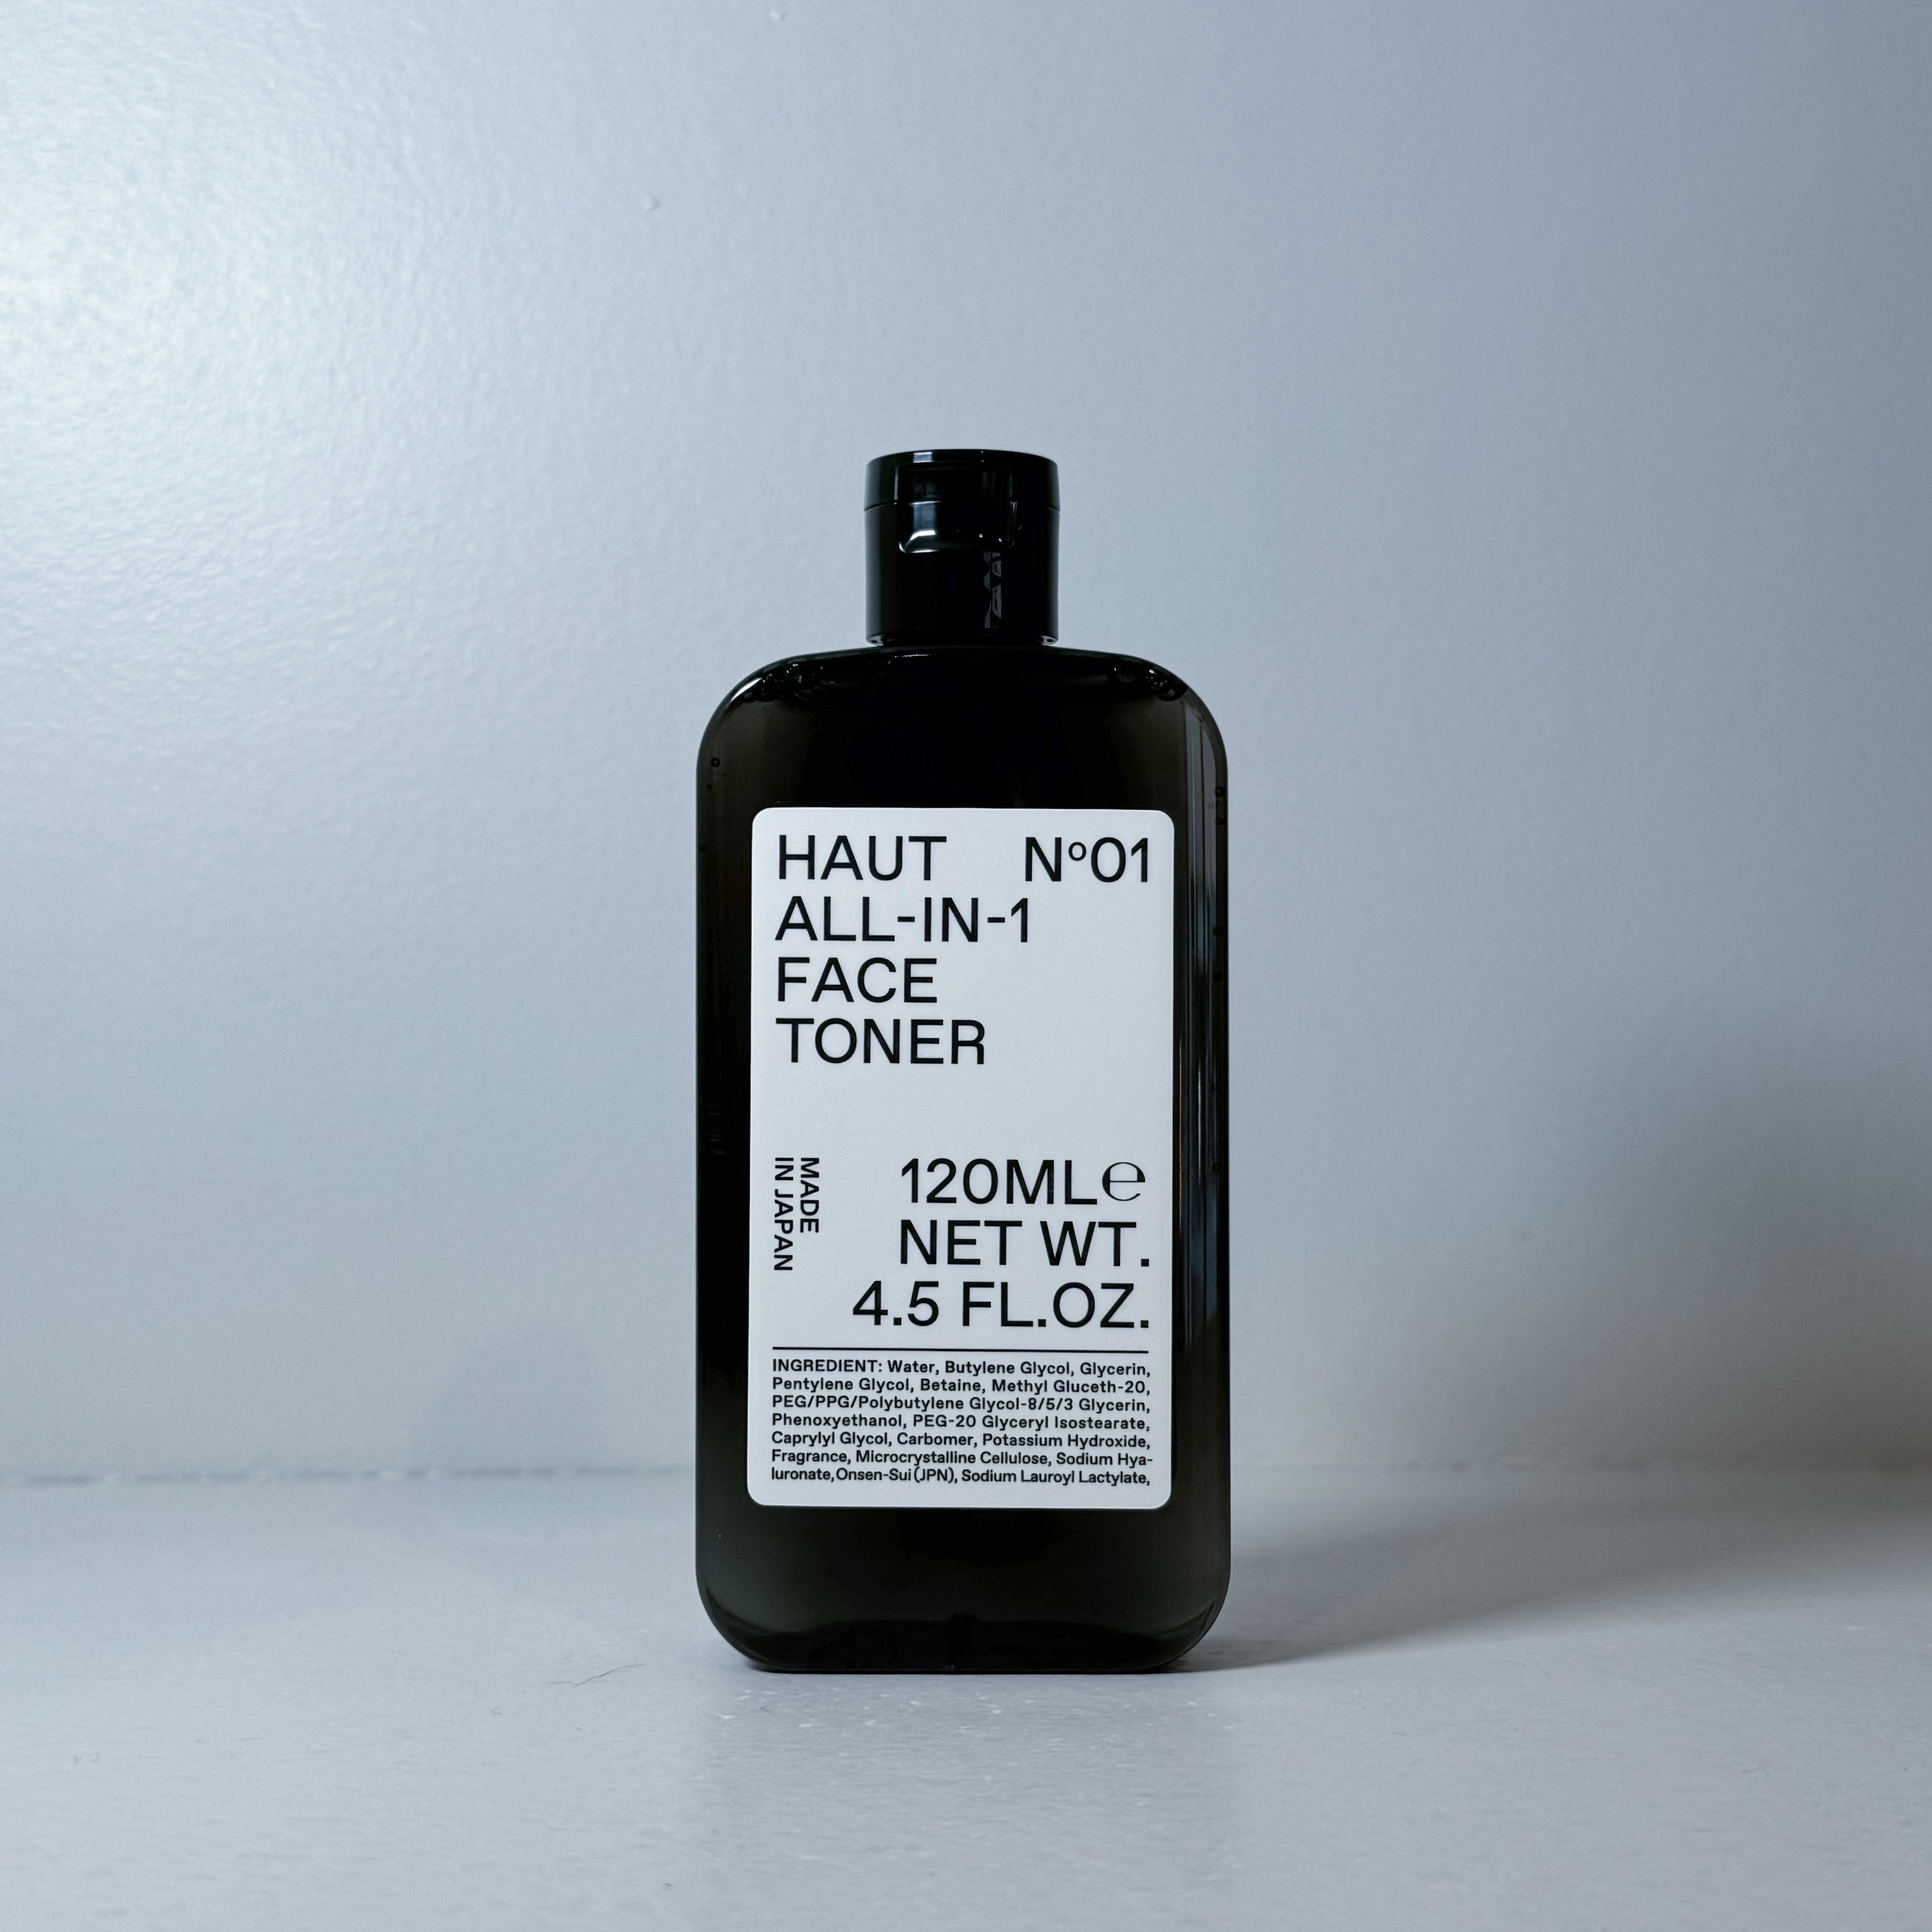 HAUT Nº01
ALL-IN-1
FACE
TONER
MADE
IN JAPAN
120ML℮
NET WT.
4.5 FL.OZ.
INGREDIENT: Water, Butylene Glycol, Glycerin,
Pentylene Glycol, Betaine, Methyl Gluceth-20,
PEG/PPG/Polybutylene Glycol-8/5/3 Glycerin,
Phenoxyethanol, PEG-20 Glyceryl Isostearate,
Caprylyl Glycol, Carbomer, Potassium Hydroxide,
Fragrance, Microcrystalline Cellulose, Sodium Hya-
luronate,Onsen-Sui(JPN), Sodium Lauroyl Lactylate,